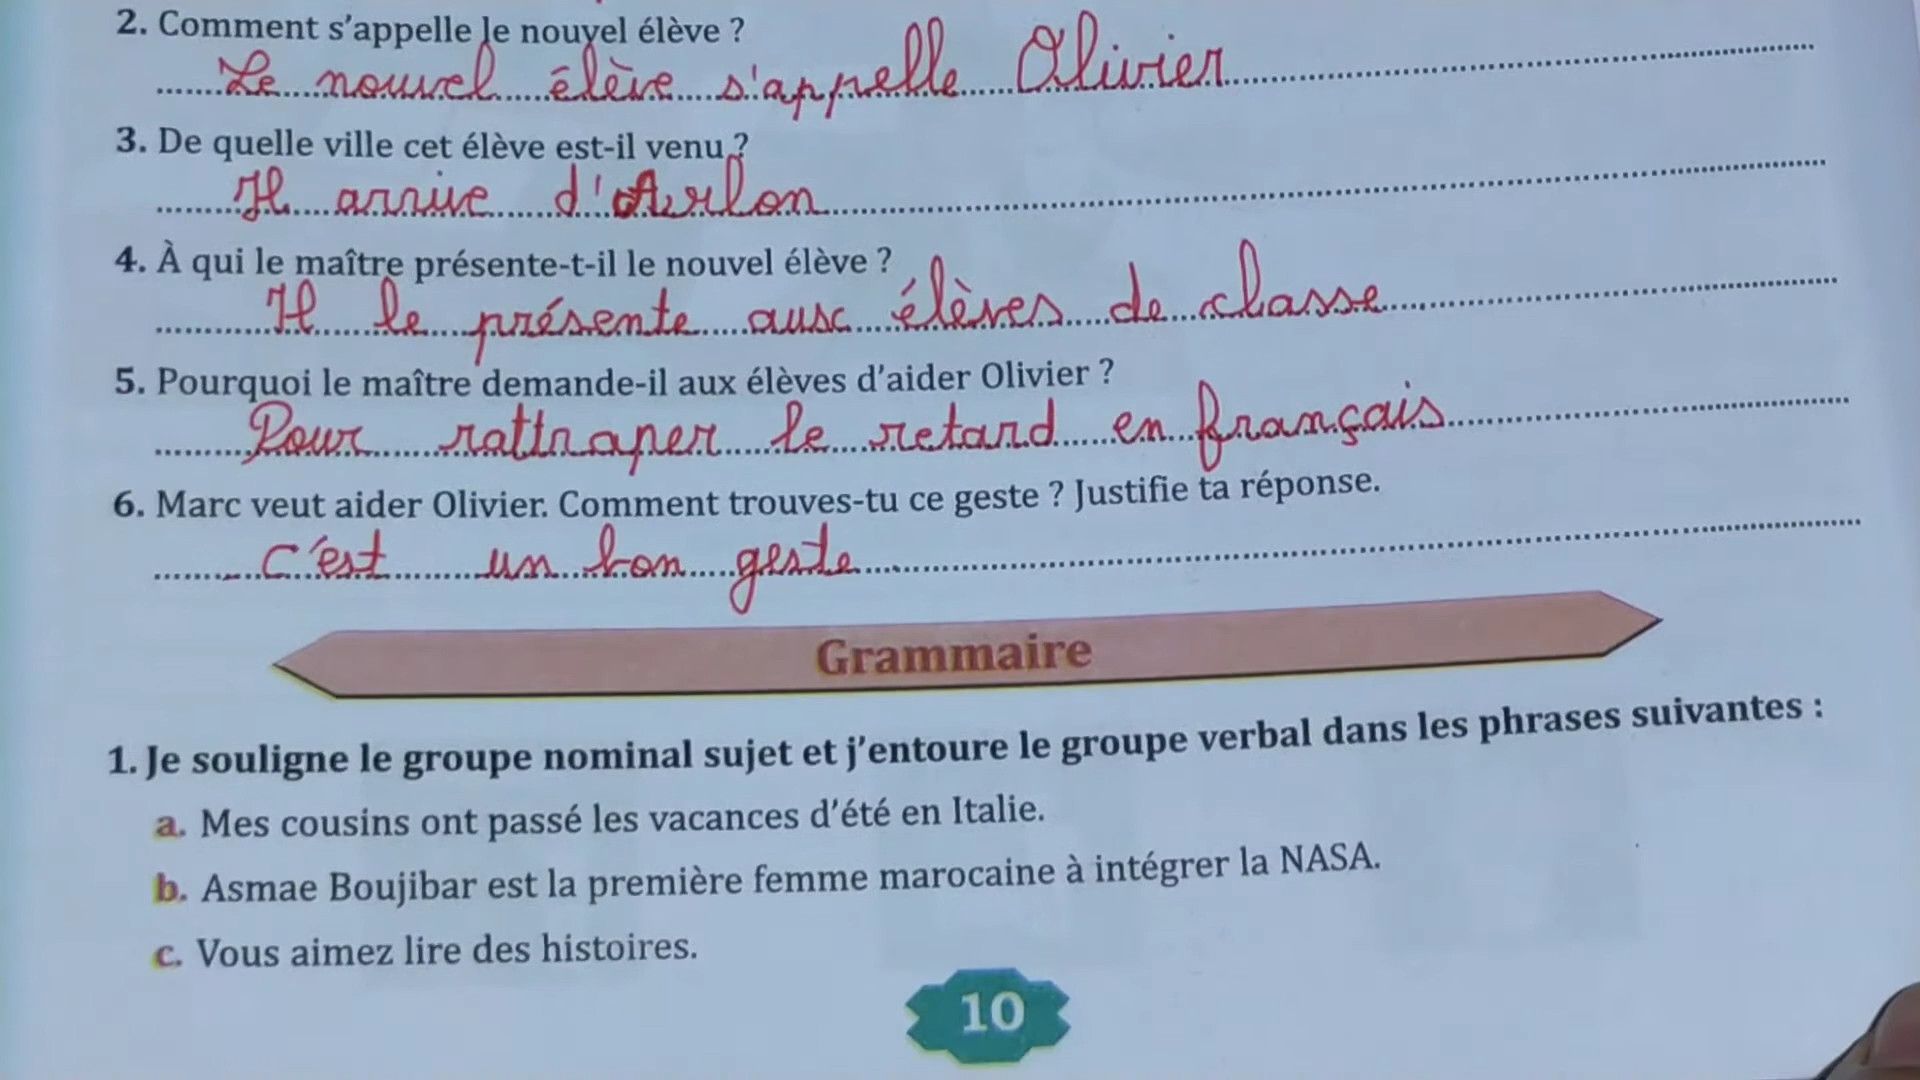 2. Comment s'appelle le nouvel élève ?
Le nouvel élève s'appelle Olivier
3. De quelle ville cet élève est-il venu ?
Il arrive d'Arlon
4. À qui le maître présente-t-il le nouvel élève ?
Il le présente aux élèves de classe
5. Pourquoi le maître demande-il aux élèves d'aider Olivier ?
Pour rattraper le retard en français
6. Marc veut aider Olivier. Comment trouves-tu ce geste ? Justifie ta réponse.
c'est un bon geste
Grammaire
1. Je souligne le groupe nominal sujet et j'entoure le groupe verbal dans les phrases suivantes :
a. Mes cousins ont passé les vacances d'été en Italie.
b. Asmae Boujibar est la première femme marocaine à intégrer la NASA.
c. Vous aimez lire des histoires.
10